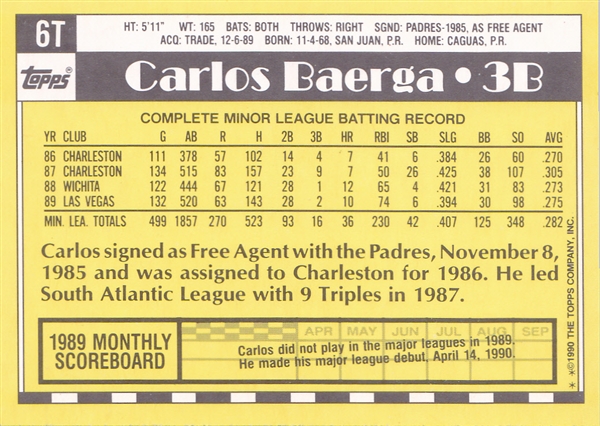 6T
HT: 5'11" WT: 165 BATS: BOTH THROWS: RIGHT SGND: PADRES-1985, AS FREE AGENT
ACQ: TRADE, 12-6-89 BORN: 11-4-68, SAN JUAN, P.R. HOME: CAGUAS, P.R.
TOPPS®
Carlos Baerga • 3B
COMPLETE MINOR LEAGUE BATTING RECORD
YR CLUB G AB R H 2B 3B HR RBI SB SLG BB SO AVG
86 CHARLESTON 111 378 57 102 14 4 7 41 6 .384 26 60 .270
87 CHARLESTON 134 515 83 157 23 9 7 50 26 .425 38 107 .305
88 WICHITA 122 444 67 121 28 1 12 65 4 .421 31 83 .273
89 LAS VEGAS 132 520 63 143 28 2 10 74 6 .394 30 98 .275
MIN. LEA. TOTALS 499 1857 270 523 93 16 36 230 42 .407 125 348 .282
Carlos signed as Free Agent with the Padres, November 8,
1985 and was assigned to Charleston for 1986. He led
South Atlantic League with 9 Triples in 1987.
1989 MONTHLY
SCOREBOARD
APR MAY JUN JUL AUG SEP
Carlos did not play in the major leagues in 1989.
He made his major league debut, April 14, 1990.
* *©1990 THE TOPPS COMPANY, INC.